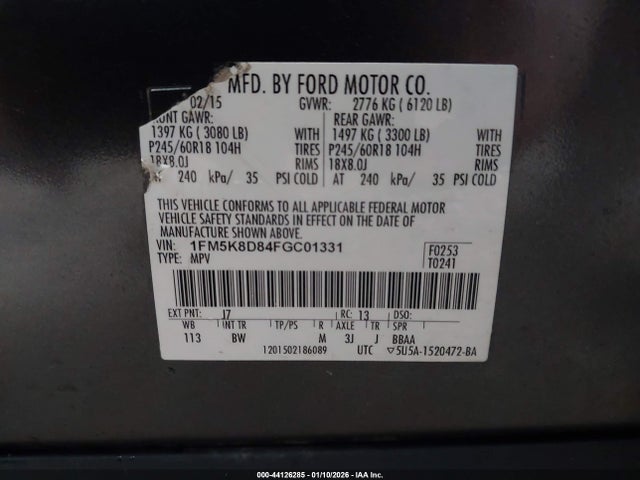 MFD. BY FORD MOTOR CO.
02/15 GVWR: 2776 KG ( 6120 LB)
FRONT GAWR: REAR GAWR:
1397 KG ( 3080 LB) WITH 1497 KG ( 3300 LB) WITH
P245/60R18 104H TIRES P245/60R18 104H TIRES
18X8.0J RIMS 18X8.0J RIMS
AT 240 kPa/ 35 PSI COLD AT 240 kPa/ 35 PSI COLD
THIS VEHICLE CONFORMS TO ALL APPLICABLE FEDERAL MOTOR
VEHICLE SAFETY STANDARDS IN EFFECT ON THE DATE OF
MANUFACTURE SHOWN ABOVE.
VIN: 1FM5K8D84FGC01331 F0253
TYPE: MPV T0241
EXT PNT: J7 RC: 13 DSO:
WB INT TR TP/PS R AXLE TR SPR
113 BW M 3J J BBAA
1201502186089 UTC ▽5U5A-1520472-BA
000-44126285 - 01/10/2026 - IAA Inc.